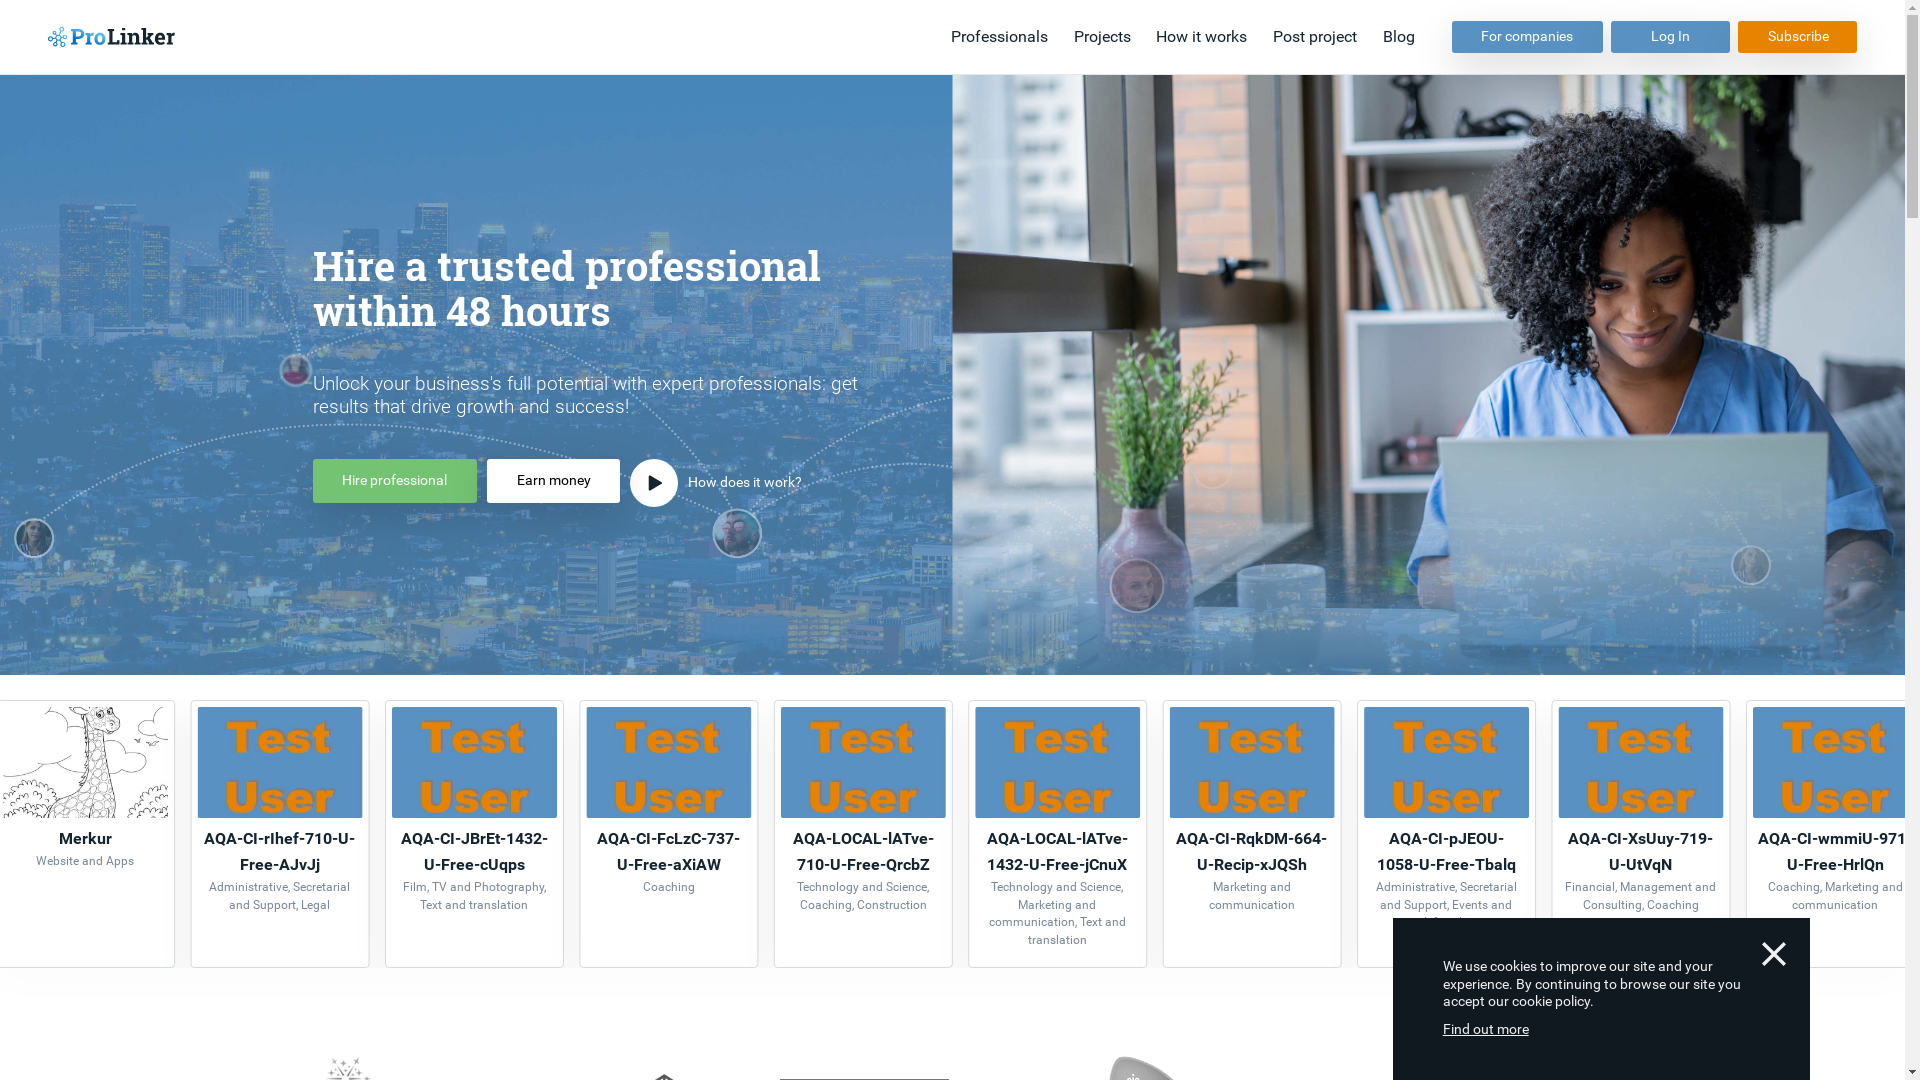 ProLinker
Professionals
Projects
How it works
Post project
Blog
For companies
Log In
Subscribe
Hire a trusted professional
within 48 hours
Unlock your business's full potential with expert professionals: get
results that drive growth and success!
Hire professional
Earn money
How does it work?
Merkur
Website and Apps
Test
User
AQA-CI-rIhef-710-U-
Free-AJvJj
Administrative, Secretarial
and Support, Legal
Test
User
AQA-CI-JBrEt-1432-
U-Free-cUqps
Film, TV and Photography,
Text and translation
Test
User
AQA-CI-FcLzC-737-
U-Free-aXiAW
Coaching
Test
User
AQA-LOCAL-lATve-
710-U-Free-QrcbZ
Technology and Science,
Coaching, Construction
Test
User
AQA-LOCAL-lATve-
1432-U-Free-jCnuX
Technology and Science,
Marketing and
communication, Text and
translation
Test
User
AQA-CI-RqkDM-664-
U-Recip-xJQSh
Marketing and
communication
Test
User
AQA-CI-pJEOU-
1058-U-Free-Tbalq
Administrative, Secretarial
and Support, Events and
Test
User
AQA-CI-XsUuy-719-
U-UtVqN
Financial, Management and
Consulting, Coaching
Test
User
AQA-CI-wmmiU-971
U-Free-HrlQn
Coaching, Marketing and
communication
We use cookies to improve our site and your
experience. By continuing to browse our site you
accept our cookie policy.
Find out more